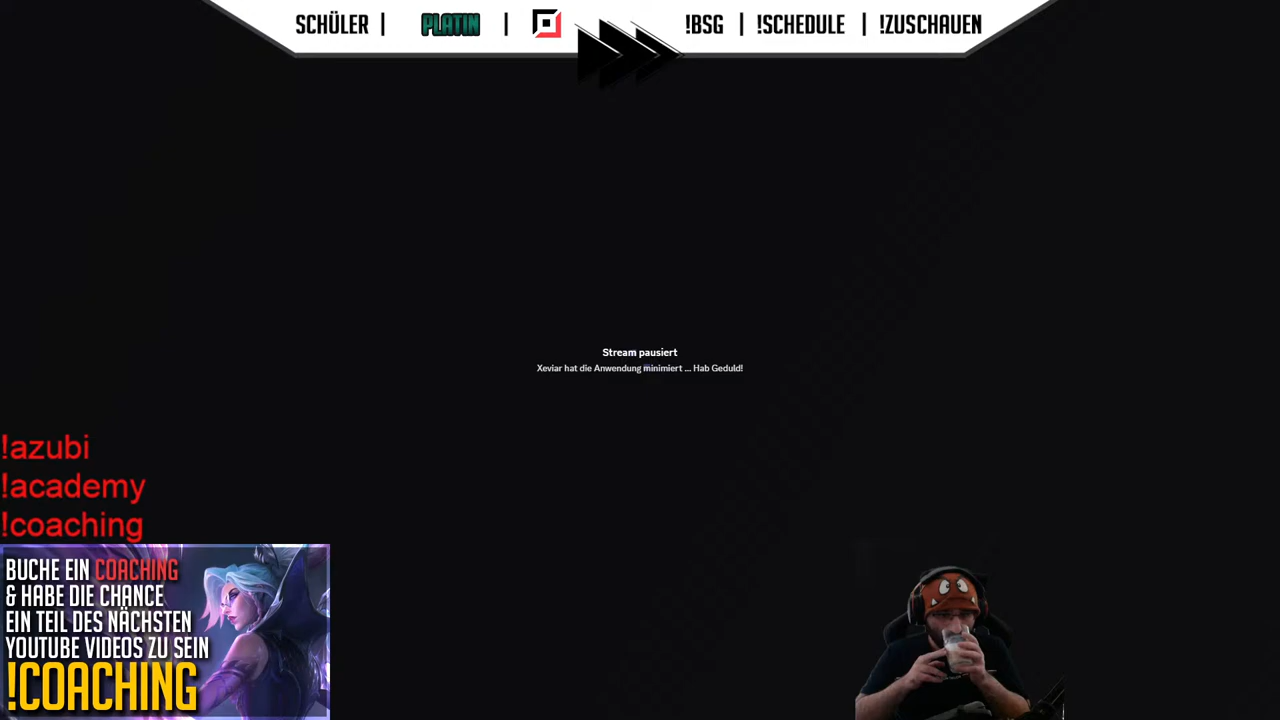 SCHÜLER | PLATIN | !BSG | !SCHEDULE | !ZUSCHAUEN
Stream pausiert
Xeviar hat die Anwendung minimiert ... Hab Geduld!
!azubi
!academy
!coaching
BUCHE EIN COACHING
& HABE DIE CHANCE
EIN TEIL DES NÄCHSTEN
YOUTUBE VIDEOS ZU SEIN
!COACHING